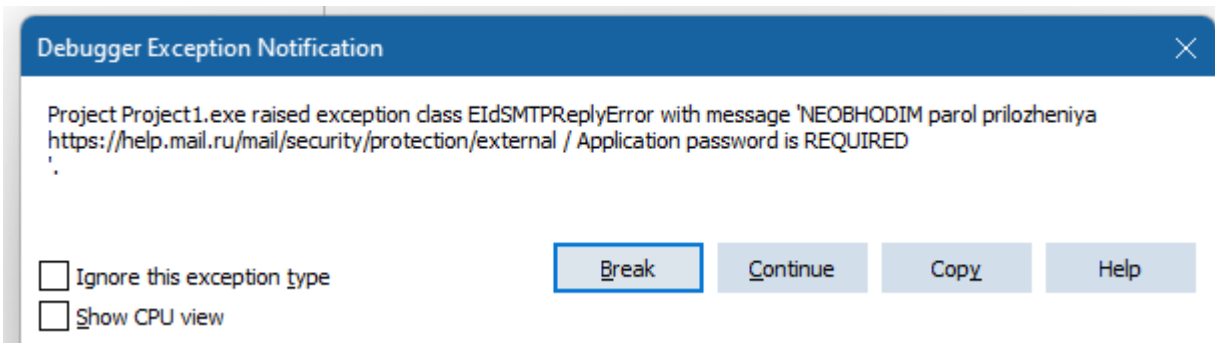 Debugger Exception Notification
Project Project1.exe raised exception class EIdSMTPReplyError with message 'NEOBHODIM parol prilozheniya
https://help.mail.ru/mail/security/protection/external / Application password is REQUIRED
'.
Break Continue Copy Help
Ignore this exception type
Show CPU view